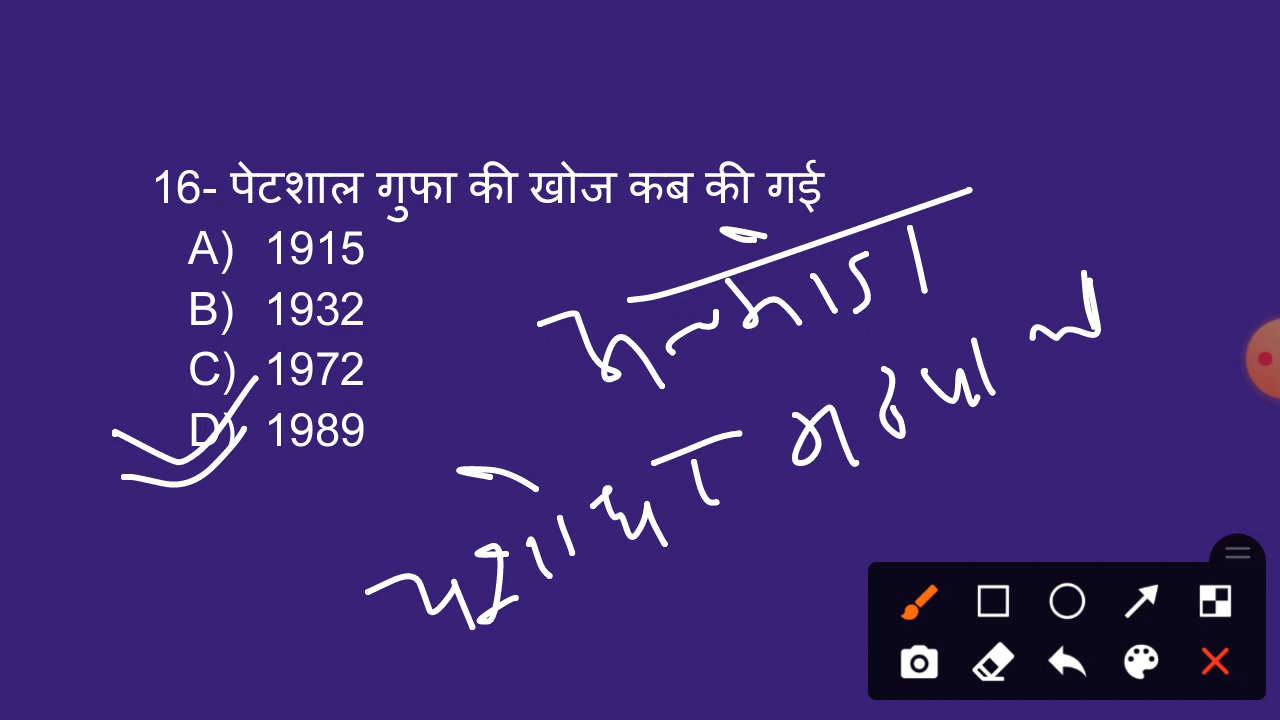 16- पेटशाल गुफा की खोज कब की गई
A) 1915
B) 1932
C) 1972
D) 1989
यशोधर मठपाल ने